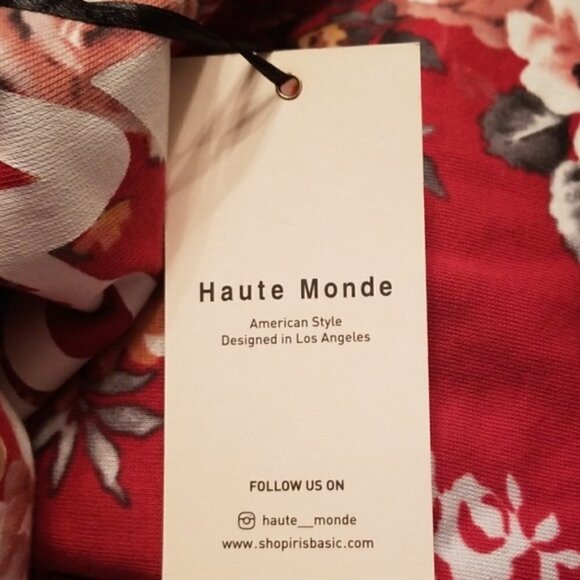 Haute Monde
American Style
Designed in Los Angeles
FOLLOW US ON
haute__monde
www.shopirisbasic.com